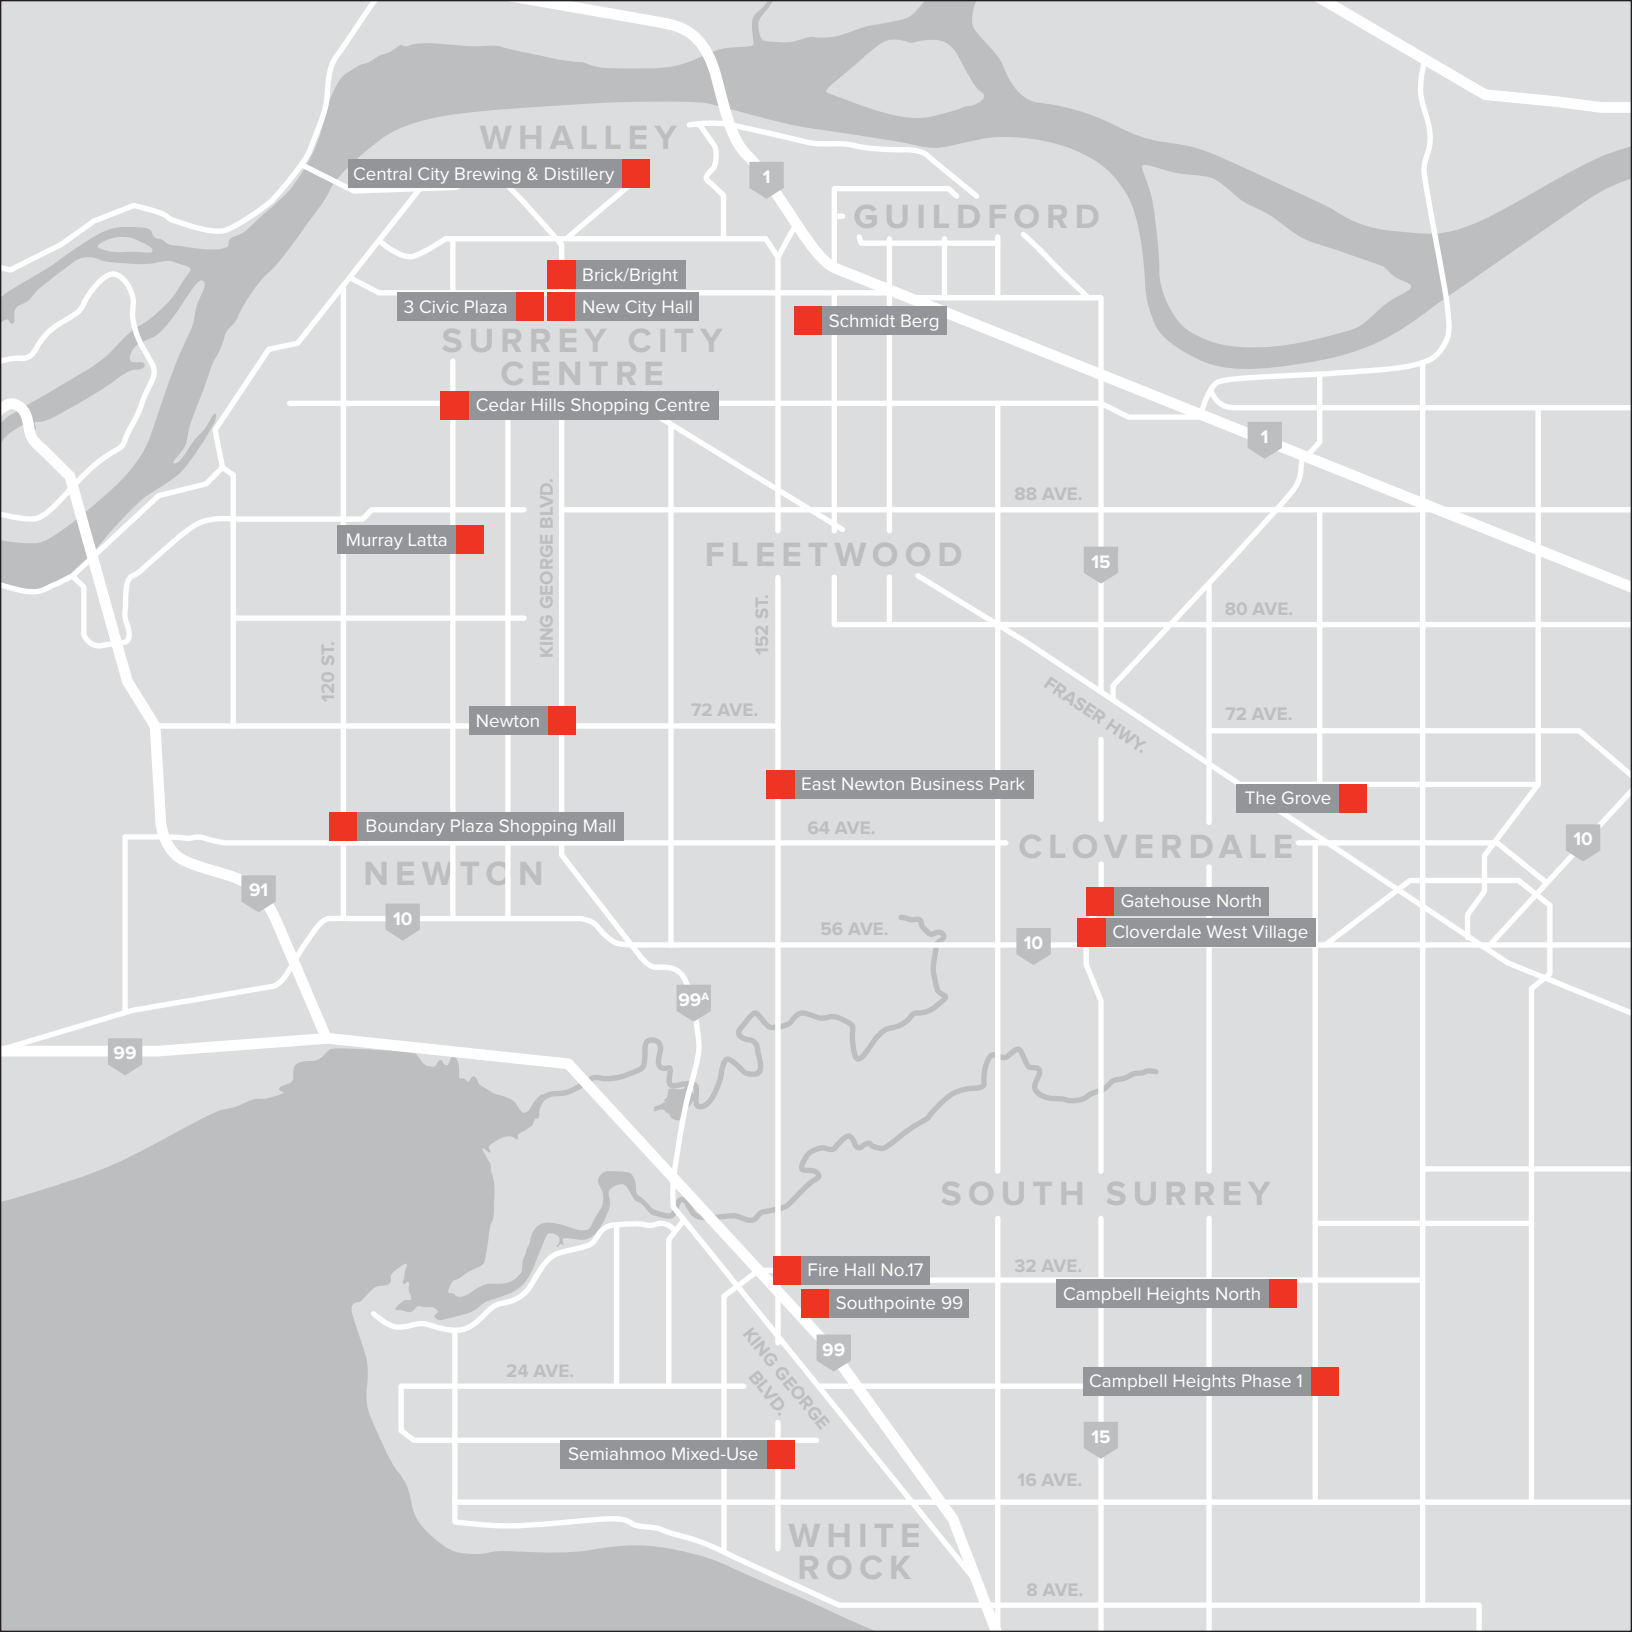 WHALLEY
Central City Brewing & Distillery
1
GUILDFORD
Brick/Bright
3 Civic Plaza
New City Hall
Schmidt Berg
SURREY CITY
CENTRE
Cedar Hills Shopping Centre
1
88 AVE.
KING GEORGE BLVD.
Murray Latta
FLEETWOOD
15
152 ST.
80 AVE.
120 ST.
FRASER HWY.
72 AVE.
72 AVE.
Newton
East Newton Business Park
The Grove
Boundary Plaza Shopping Mall
64 AVE.
CLOVERDALE
10
NEWTON
91
10
Gatehouse North
56 AVE.
10
Cloverdale West Village
99A
99
SOUTH SURREY
Fire Hall No.17
32 AVE.
Campbell Heights North
Southpointe 99
99
KING GEORGE
BLVD.
24 AVE.
Campbell Heights Phase 1
15
Semiahmoo Mixed-Use
16 AVE.
WHITE
ROCK
8 AVE.